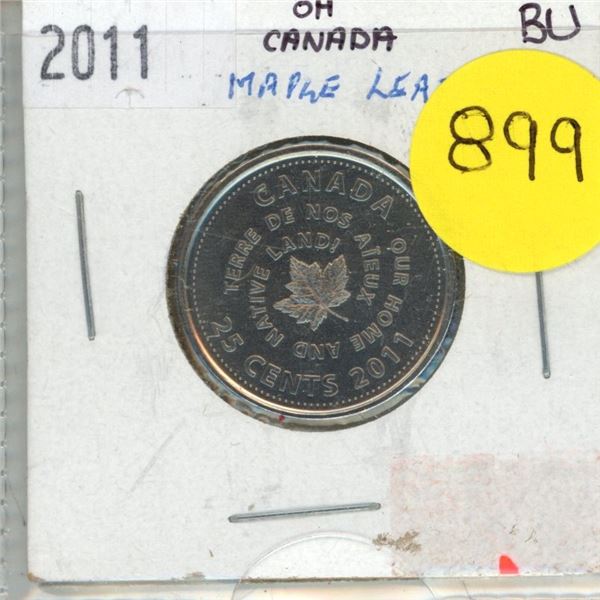 2011
OH
CANADA
BU
MAPLE LEA
899
CANADA
TERRE DE NOS AÏEUX
OUR HOME AND NATIVE LAND!
25 CENTS 2011